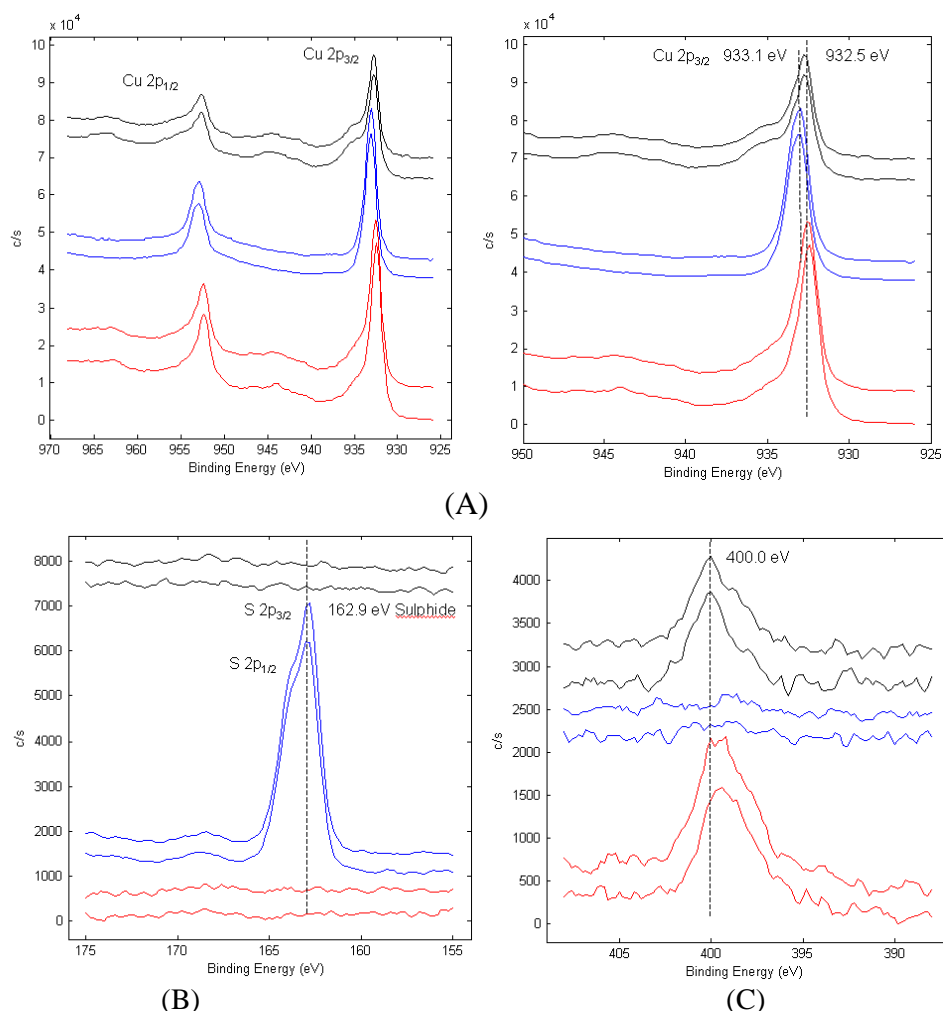 x 10⁴
Cu 2p1/2
Cu 2p3/2
c/s
10
9
8
7
6
5
4
3
2
1
0
970 965 960 955 950 945 940 935 930 925
Binding Energy (eV)
x 10⁴
Cu 2p3/2 933.1 eV 932.5 eV
c/s
10
9
8
7
6
5
4
3
2
1
0
950 945 940 935 930 925
Binding Energy (eV)
(A)
S 2p3/2 162.9 eV Sulphide
S 2p1/2
c/s
8000
7000
6000
5000
4000
3000
2000
1000
0
175 170 165 160 155
Binding Energy (eV)
(B)
400.0 eV
c/s
4000
3500
3000
2500
2000
1500
1000
500
0
405 400 395 390
Binding Energy (eV)
(C)